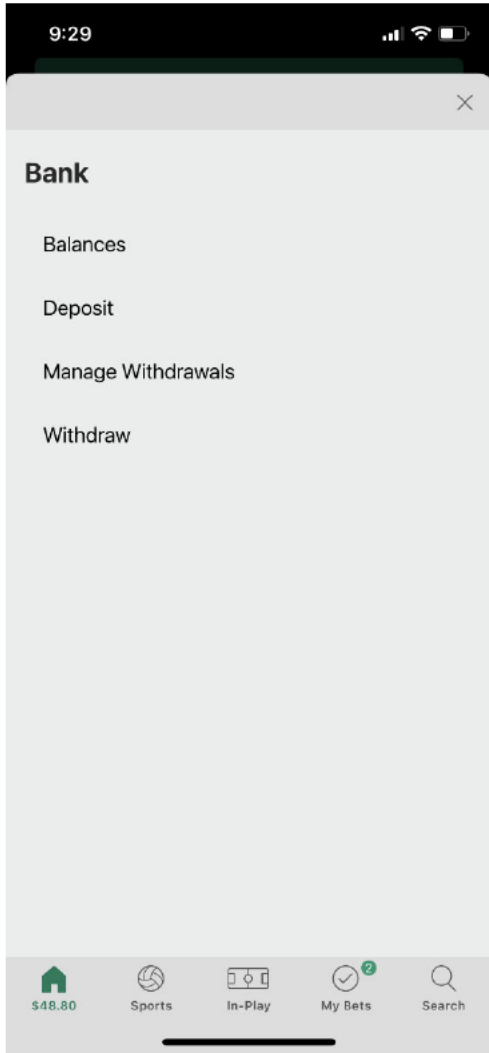 9:29
Bank
Balances
Deposit
Manage Withdrawals
Withdraw
2
$48.80 Sports In-Play My Bets Search